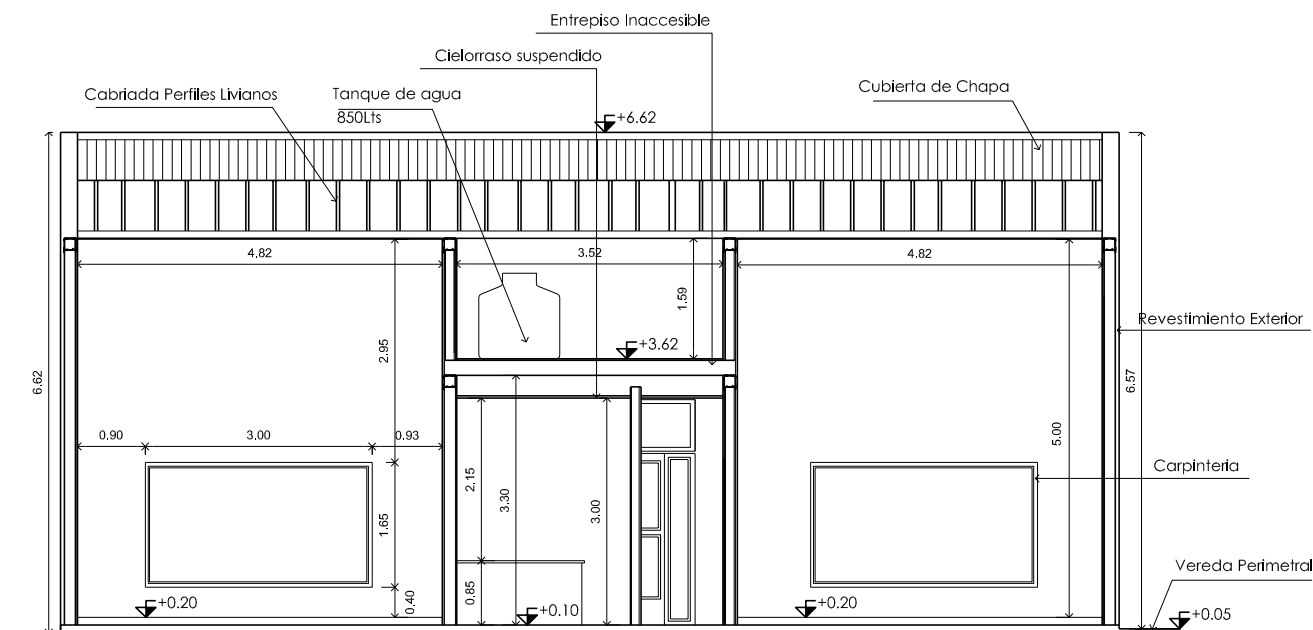 Entrepiso Inaccesible
Cielorraso suspendido
Cabriada Perfiles Livianos
Tanque de agua
850Lts
Cubierta de Chapa
+6.62
4.82
3.52
4.82
1.59
Revestimiento Exterior
+3.62
2.95
6.62
6.57
0.90
3.00
0.93
5.00
Carpinteria
2.15
3.30
3.00
1.65
Vereda Perimetral
+0.20
0.40
0.85
+0.10
+0.20
+0.05